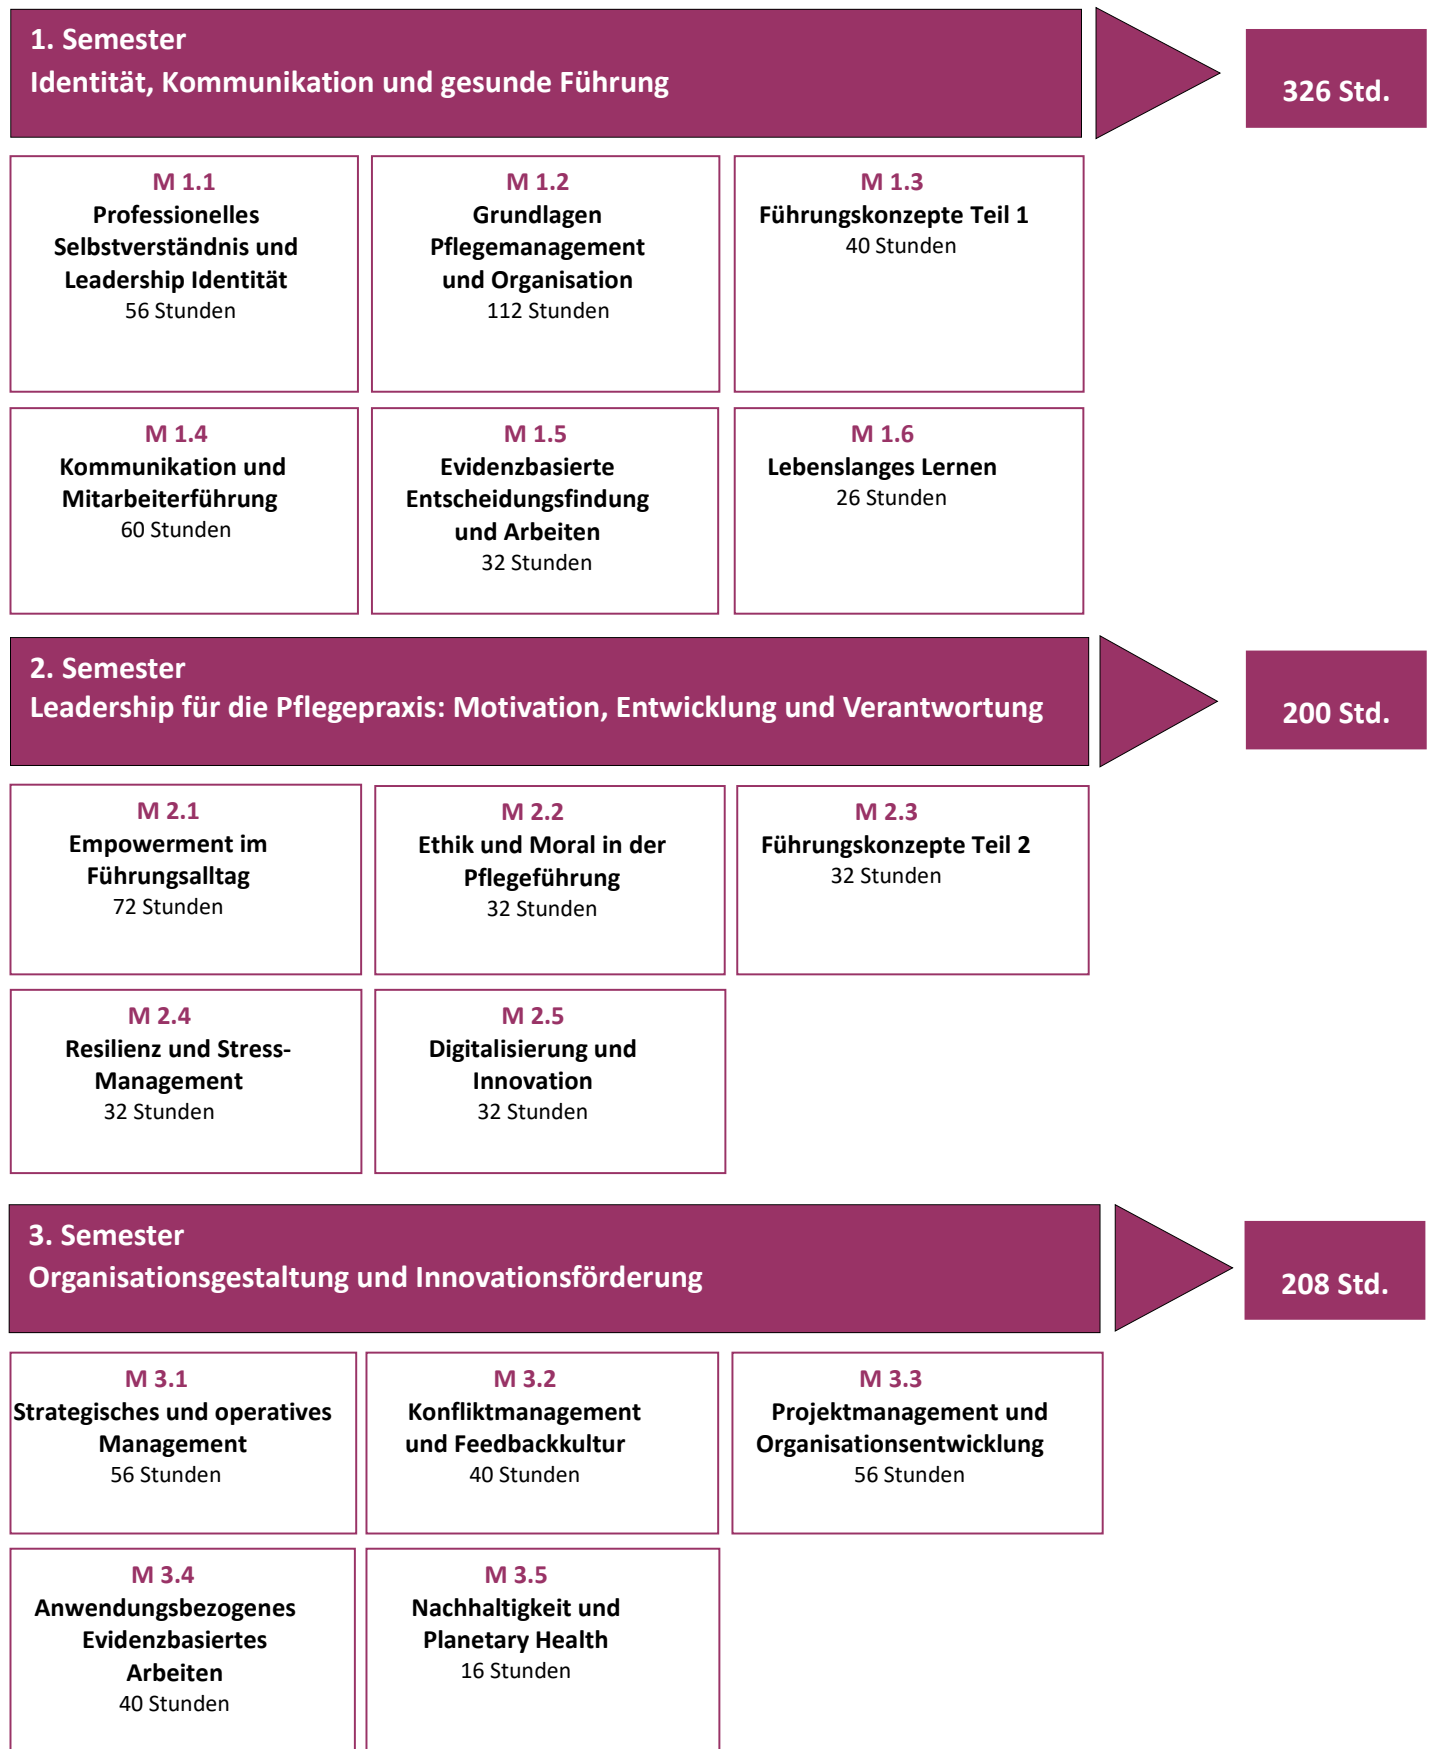 1. Semester
Identität, Kommunikation und gesunde Führung
326 Std.
M 1.1
Professionelles
Selbstverständnis und
Leadership Identität
56 Stunden
M 1.2
Grundlagen
Pflegemanagement
und Organisation
112 Stunden
M 1.3
Führungskonzepte Teil 1
40 Stunden
M 1.4
Kommunikation und
Mitarbeiterführung
60 Stunden
M 1.5
Evidenzbasierte
Entscheidungsfindung
und Arbeiten
32 Stunden
M 1.6
Lebenslanges Lernen
26 Stunden
2. Semester
Leadership für die Pflegepraxis: Motivation, Entwicklung und Verantwortung
200 Std.
M 2.1
Empowerment im
Führungsalltag
72 Stunden
M 2.2
Ethik und Moral in der
Pflegeführung
32 Stunden
M 2.3
Führungskonzepte Teil 2
32 Stunden
M 2.4
Resilienz und Stress-
Management
32 Stunden
M 2.5
Digitalisierung und
Innovation
32 Stunden
3. Semester
Organisationsgestaltung und Innovationsförderung
208 Std.
M 3.1
Strategisches und operatives
Management
56 Stunden
M 3.2
Konfliktmanagement
und Feedbackkultur
40 Stunden
M 3.3
Projektmanagement und
Organisationsentwicklung
56 Stunden
M 3.4
Anwendungsbezogenes
Evidenzbasiertes
Arbeiten
40 Stunden
M 3.5
Nachhaltigkeit und
Planetary Health
16 Stunden